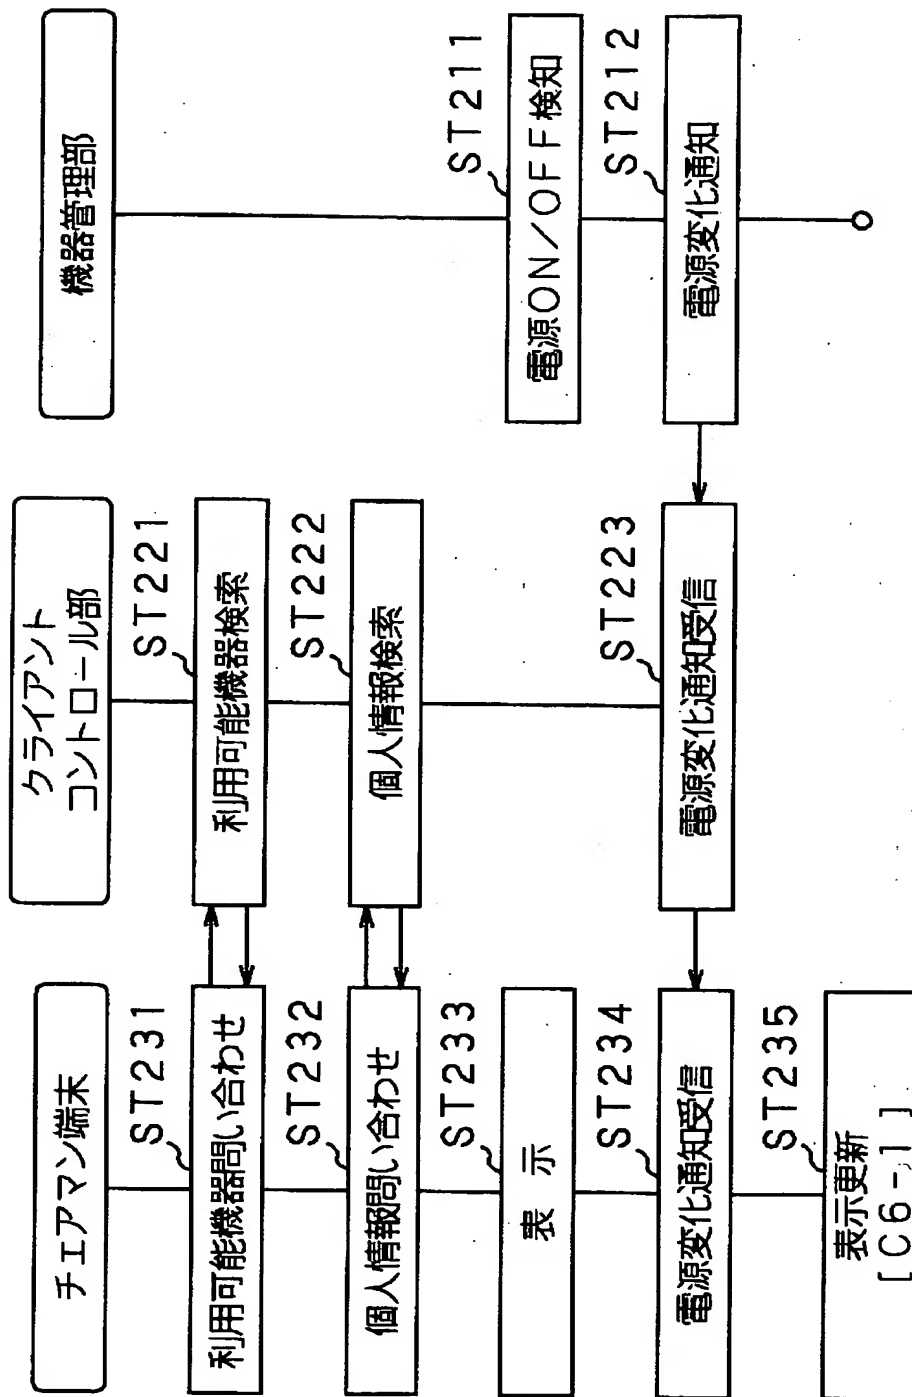 チェアマン端末
ST231
利用可能機器問い合わせ
ST232
個人情報問い合わせ
ST233
表示
ST234
電源変化通知受信
ST235
表示更新
[C6-1]
クライアント
コントロール部
ST221
利用可能機器検索
ST222
個人情報検索
ST223
電源変化通知受信
機器管理部
ST211
電源ON/OFF検知
ST212
電源変化通知